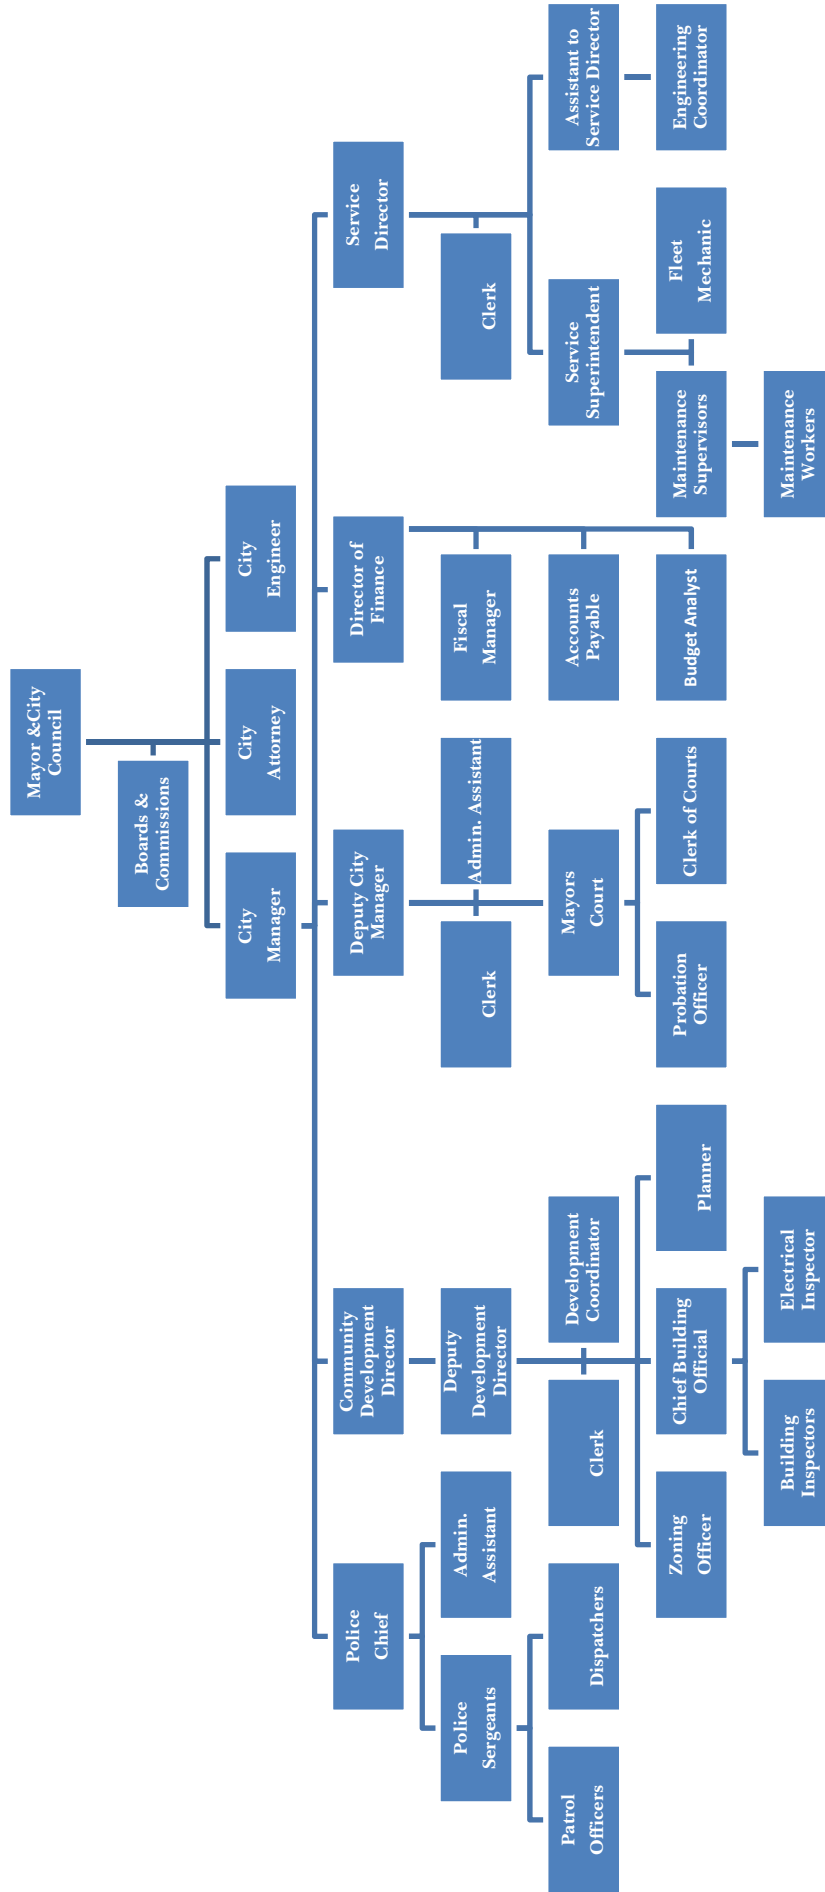 Mayor &City
Council
Boards &
Commissions
City
Manager
City
Attorney
City
Engineer
Police
Chief
Community
Development
Director
Deputy City
Manager
Director of
Finance
Service
Director
Police
Sergeants
Admin.
Assistant
Deputy
Development
Director
Clerk
Admin. Assistant
Fiscal
Manager
Clerk
Patrol
Officers
Dispatchers
Clerk
Development
Coordinator
Mayors
Court
Accounts
Payable
Service
Superintendent
Assistant to
Service Director
Zoning
Officer
Chief Building
Official
Planner
Probation
Officer
Clerk of Courts
Budget Analyst
Maintenance
Supervisors
Fleet
Mechanic
Engineering
Coordinator
Building
Inspectors
Electrical
Inspector
Maintenance
Workers